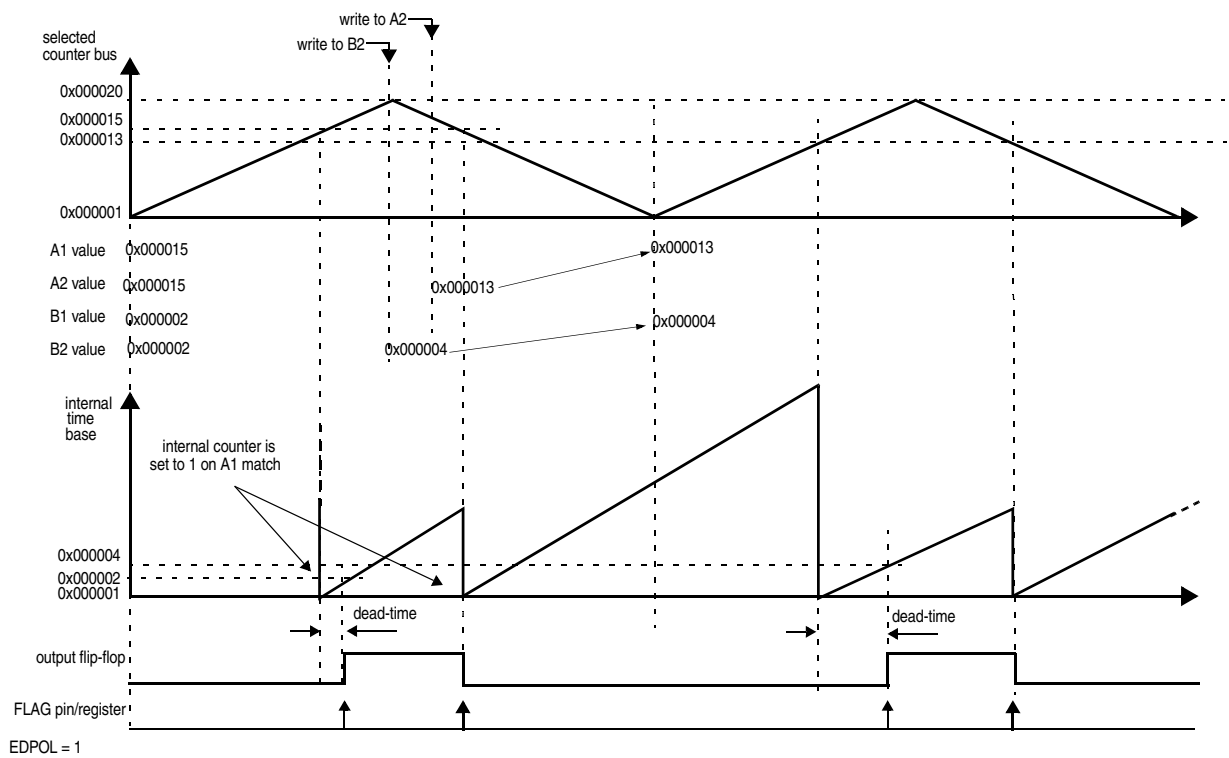 write to A2
write to B2
selected
counter bus
0x000020
0x000015
0x000013
0x000001
A1 value 0x000015 0x000013
A2 value 0x000015 0x000013
B1 value 0x000002 0x000004
B2 value 0x000002 0x000004
internal
time
base
internal counter is
set to 1 on A1 match
0x000004
0x000002
0x000001
dead-time dead-time
output flip-flop
FLAG pin/register
EDPOL = 1